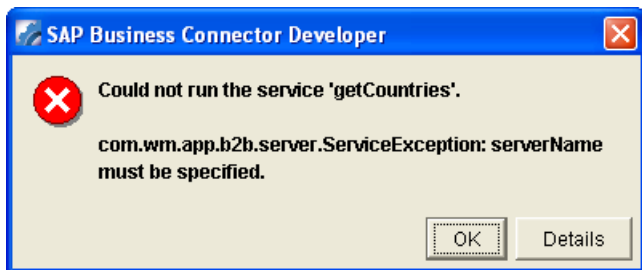 SAP Business Connector Developer
Could not run the service 'getCountries'.
com.wm.app.b2b.server.ServiceException: serverName
must be specified.
OK
Details